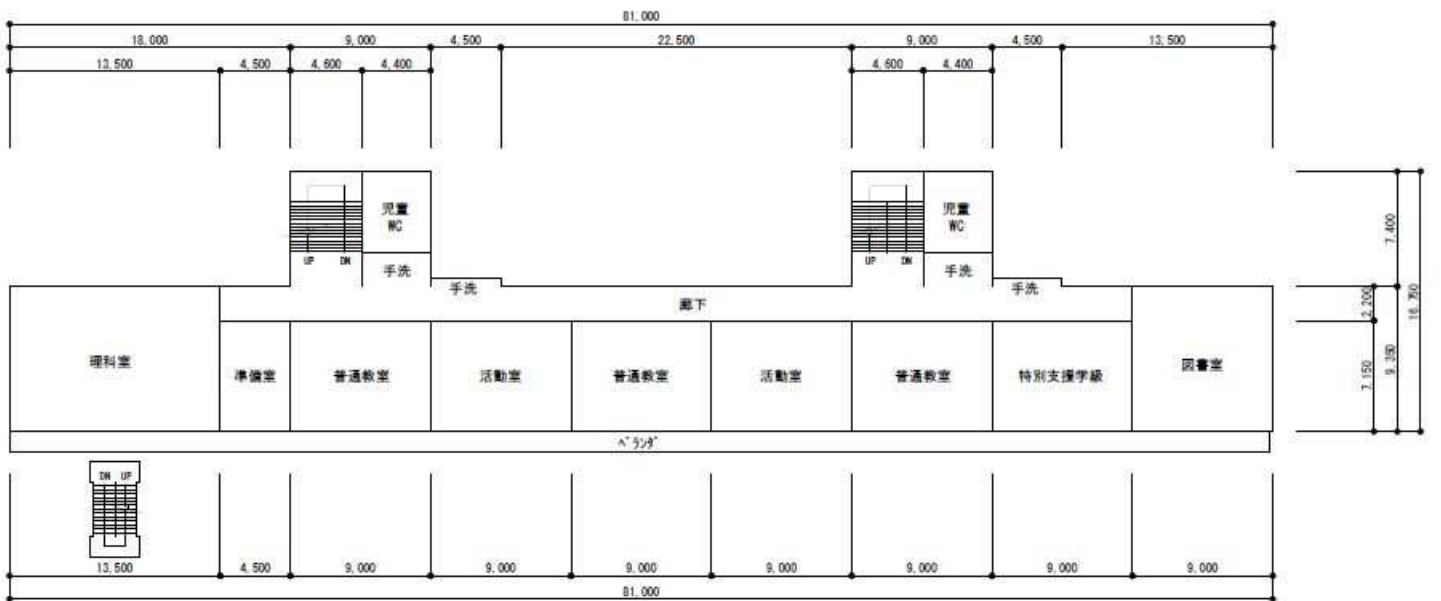 81,000
18,000 9,000 4,500 22,500 9,000 4,500 13,500
13,500 4,500 4,600 4,400 4,600 4,400
児童
WC
児童
WC
7,400
UP DN
手洗
UP DN
手洗
手洗
手洗
廊下
2,200
16,750
理科室
準備室
普通教室
活動室
普通教室
活動室
普通教室
特別支援学級
図書室
7,150
9,350
ベランダ
DN UP
13,500 4,500 9,000 9,000 9,000 9,000 9,000 9,000 9,000
81,000